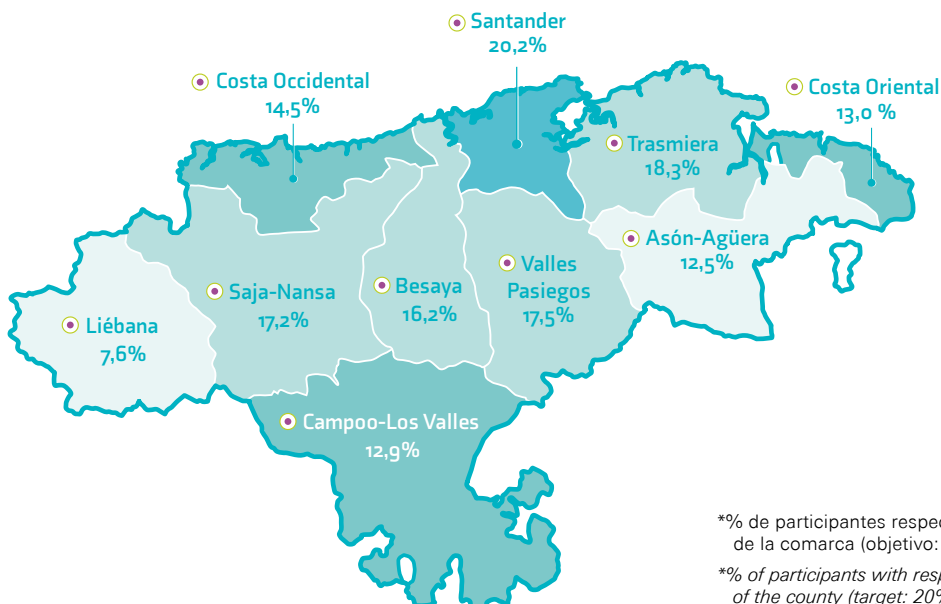 Santander
20,2%
Costa Occidental
14,5%
Costa Oriental
13,0 %
Trasmiera
18,3%
Asón-Agüera
12,5%
Valles
Pasiegos
17,5%
Besaya
16,2%
Saja-Nansa
17,2%
Liébana
7,6%
Campoo-Los Valles
12,9%
*% de participantes
de la comarca (objetivo:
*% of participants with
of the county (target: 20%